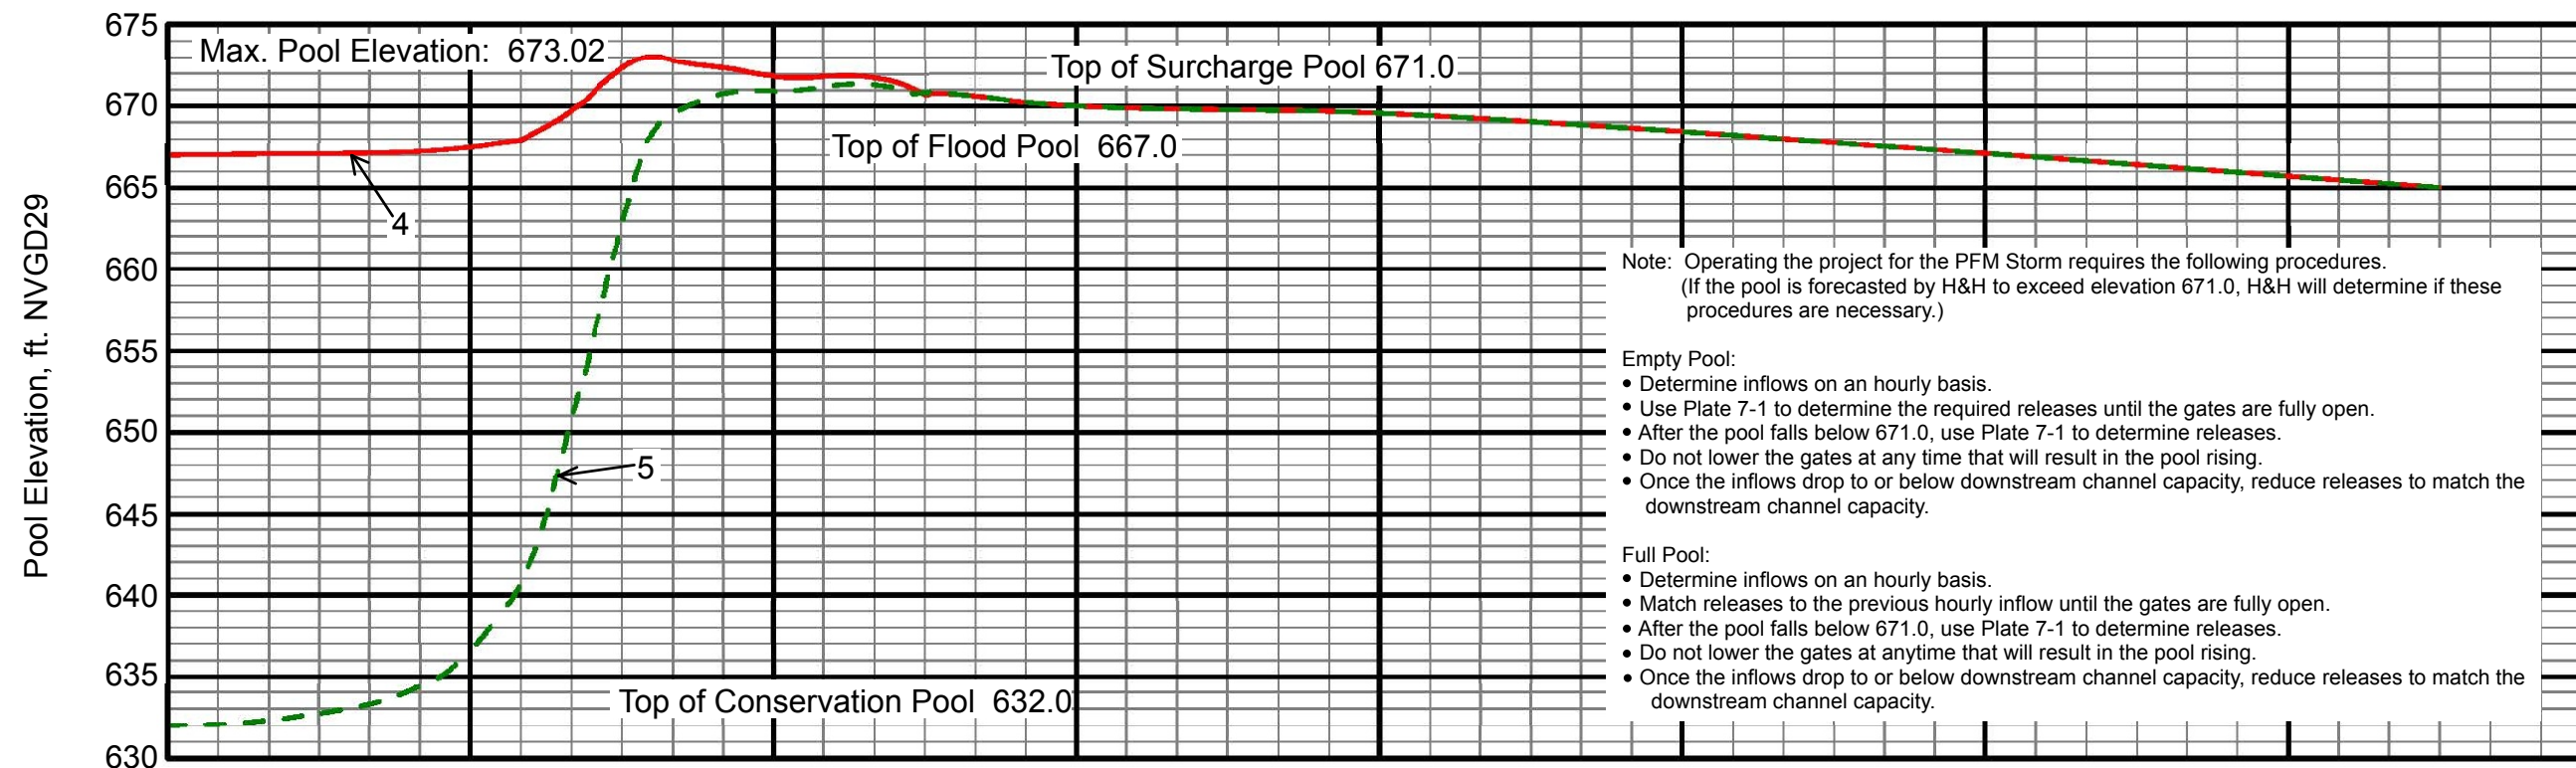 675
Max. Pool Elevation:  673.02
Top of Surcharge Pool 671.0
670
Top of Flood Pool  667.0
665
4
660
655
650
5
645
640
635
Top of Conservation Pool  632.0
630
Pool Elevation, ft. NVGD29
Note:  Operating the project for the PFM Storm requires the following procedures.
(If the pool is forecasted by H&H to exceed elevation 671.0, H&H will determine if these
procedures are necessary.)
Empty Pool:
• Determine inflows on an hourly basis.
• Use Plate 7-1 to determine the required releases until the gates are fully open.
• After the pool falls below 671.0, use Plate 7-1 to determine releases.
• Do not lower the gates at any time that will result in the pool rising.
• Once the inflows drop to or below downstream channel capacity, reduce releases to match the
downstream channel capacity.
Full Pool:
• Determine inflows on an hourly basis.
• Match releases to the previous hourly inflow until the gates are fully open.
• After the pool falls below 671.0, use Plate 7-1 to determine releases.
• Do not lower the gates at anytime that will result in the pool rising.
• Once the inflows drop to or below downstream channel capacity, reduce releases to match the
downstream channel capacity.